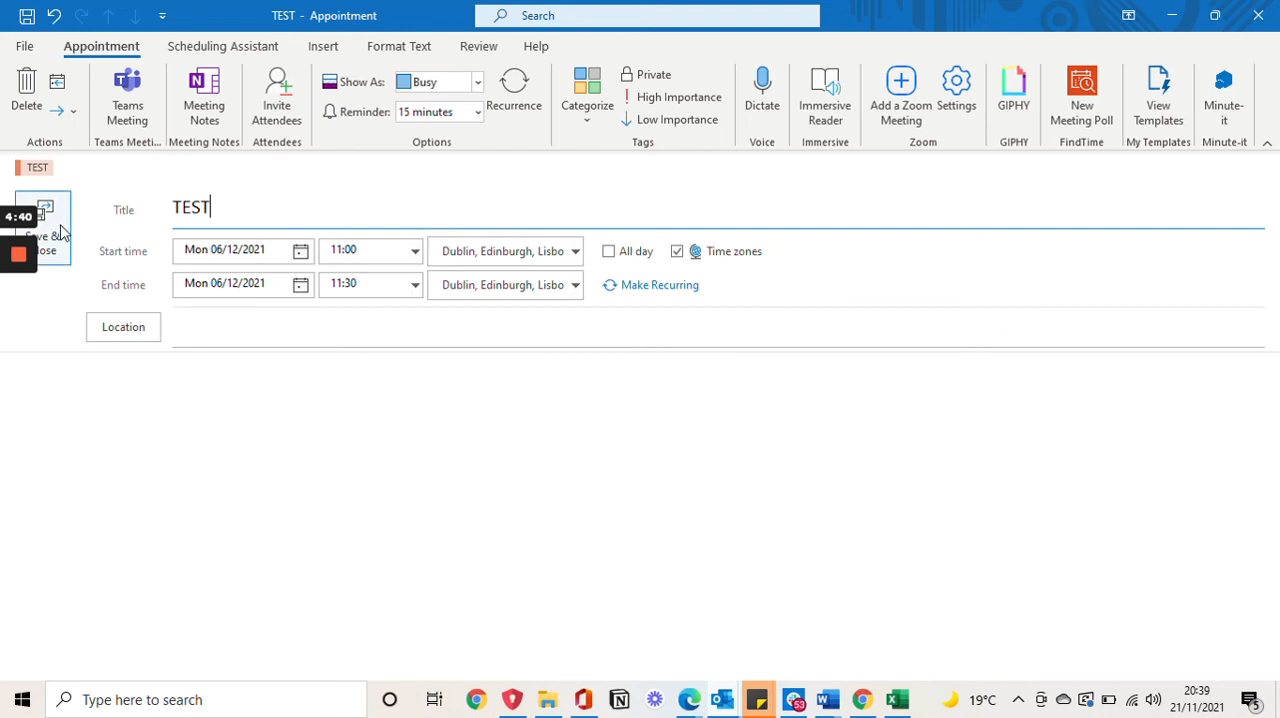 TEST - Appointment
Search
File Appointment Scheduling Assistant Insert Format Text Review Help
Delete
Teams Meeting
Meeting Notes
Invite Attendees
Show As: Busy
Reminder: 15 minutes
Recurrence
Categorize
Private
High Importance
Low Importance
Dictate
Immersive Reader
Add a Zoom Meeting
Settings
GIPHY
New Meeting Poll
View Templates
Minute-it
Actions Teams Meeti... Meeting Notes Attendees Options Tags Voice Immersive Zoom GIPHY FindTime My Templates Minute-it
TEST
4:40
Save & Close
Title TEST
Start time Mon 06/12/2021 11:00 Dublin, Edinburgh, Lisbo All day Time zones
End time Mon 06/12/2021 11:30 Dublin, Edinburgh, Lisbo Make Recurring
Location
Type here to search
53
19°C
20:39
21/11/2021
5